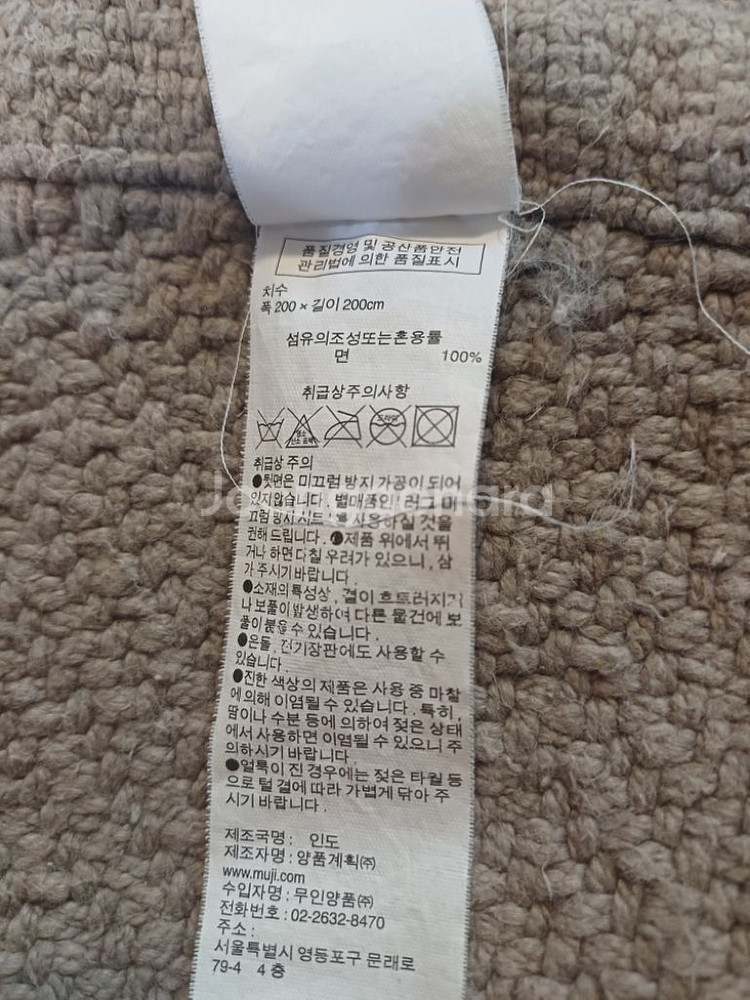 품질경영 및 공산품안전
관리법에 의한 품질표시
치수
폭 200 × 길이 200cm
섬유의조성또는혼용률
면 100%
취급상주의사항
염소
산소 표백
드라이
취급상 주의
●뒷면은 미끄럼 방지 가공이 되어
있지않습니다. 별매품인 러그 미
끄럼 방지 시트 를 사용하실 것을
권해 드립니다. ●제품 위에서 뛰
거나 하면 다칠 우려가 있으니, 삼
가 주시기 바랍니다.
●소재의 특성상, 결이 흐트러지거
나 보풀이 발생하여 다른 물건에 보
풀이 붙을 수 있습니다.
●온돌, 전기장판에도 사용할 수
있습니다.
●진한 색상의 제품은 사용 중 마찰
에 의해 이염될 수 있습니다. 특히,
땀이나 수분 등에 의하여 젖은 상태
에서 사용하면 이염될 수 있으니 주
의하시기 바랍니다.
●얼룩이 진 경우에는 젖은 타월 등
으로 털 결에 따라 가볍게 닦아 주
시기 바랍니다.
제조국명 : 인도
제조자명 : 양품계획㈜
www.muji.com
수입자명 : 무인양품㈜
전화번호 : 02-2632-8470
주소 :
서울특별시 영등포구 문래로
79-4 4 층